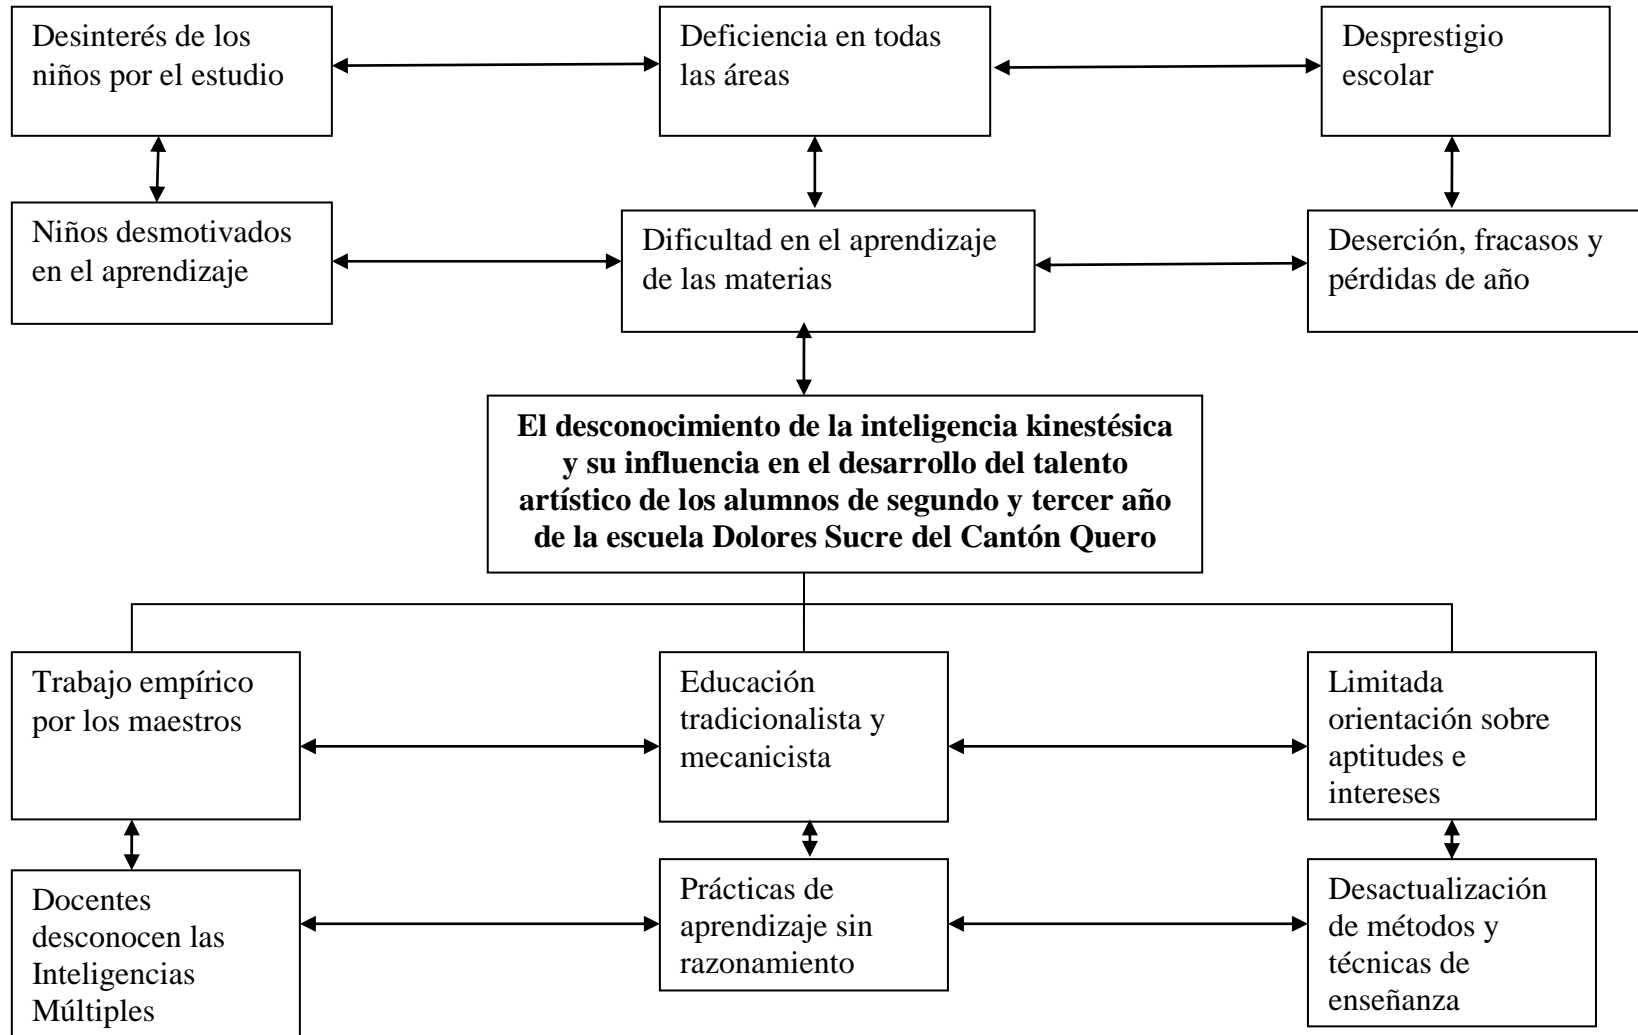 Desinterés de los
niños por el estudio
Deficiencia en todas
las áreas
Desprestigio
escolar
Niños desmotivados
en el aprendizaje
Dificultad en el aprendizaje
de las materias
Deserción, fracasos y
pérdidas de año
El desconocimiento de la inteligencia kinestésica
y su influencia en el desarrollo del talento
artístico de los alumnos de segundo y tercer año
de la escuela Dolores Sucre del Cantón Quero
Trabajo empírico
por los maestros
Educación
tradicionalista y
mecanicista
Limitada
orientación sobre
aptitudes e
intereses
Docentes
desconocen las
Inteligencias
Múltiples
Prácticas de
aprendizaje sin
razonamiento
Desactualización
de métodos y
técnicas de
enseñanza